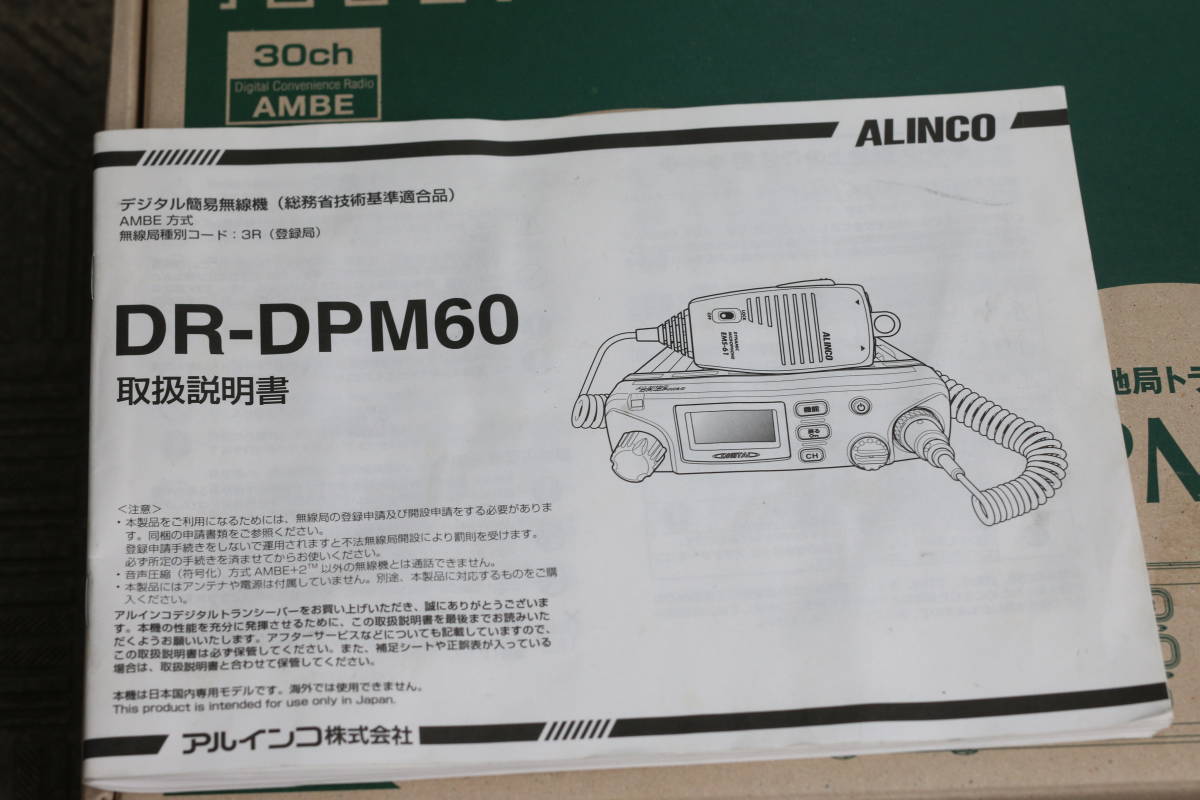 30ch
Digital Convenience Radio
AMBE
ALINCO
デジタル簡易無線機（総務省技術基準適合品）
AMBE 方式
無線局種別コード：3R（登録局）
DR-DPM60
取扱説明書
ALINCO
DYNAMIC MICROPHONE
EMS-61
LOCK
OFF
機能
戻る
CH
DIGITAL
地局トラ
PM
＜注意＞
・本製品をご利用になるためには、無線局の登録申請及び開設申請をする必要がありま
す。同梱の申請書類をご参照ください。
登録申請手続きをしないで運用されますと不法無線局開設により罰則を受けます。
必ず所定の手続きを済ませてからお使いください。
・音声圧縮（符号化）方式 AMBE+2™ 以外の無線機とは通話できません。
・本製品にはアンテナや電源は付属していません。別途、本製品に対応するものをご購
入ください。
アルインコデジタルトランシーバーをお買い上げいただき、誠にありがとうございま
す。本機の性能を充分に発揮させるために、この取扱説明書を最後までお読みいた
だくようお願いいたします。アフターサービスなどについても記載していますので、
この取扱説明書は必ず保管してください。また、補足シートや正誤表が入っている
場合は、取扱説明書と合わせて保管してください。
本機は日本国内専用モデルです。海外では使用できません。
This product is intended for use only in Japan.
アルインコ株式会社